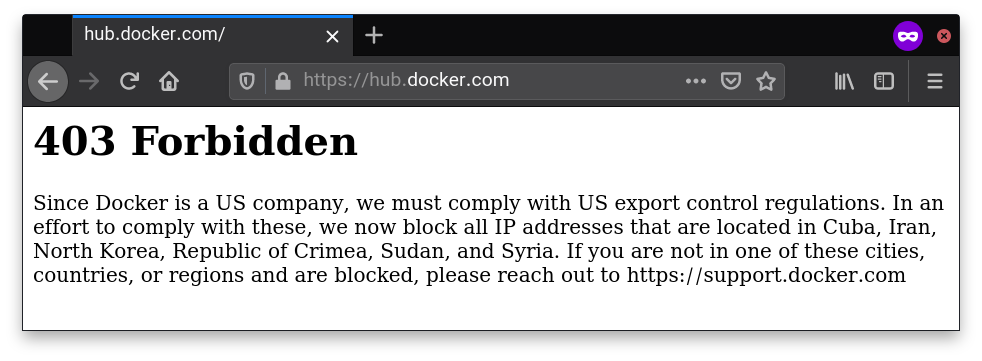 hub.docker.com/
https://hub.docker.com
403 Forbidden
Since Docker is a US company, we must comply with US export control regulations. In an
effort to comply with these, we now block all IP addresses that are located in Cuba, Iran,
North Korea, Republic of Crimea, Sudan, and Syria. If you are not in one of these cities,
countries, or regions and are blocked, please reach out to https://support.docker.com